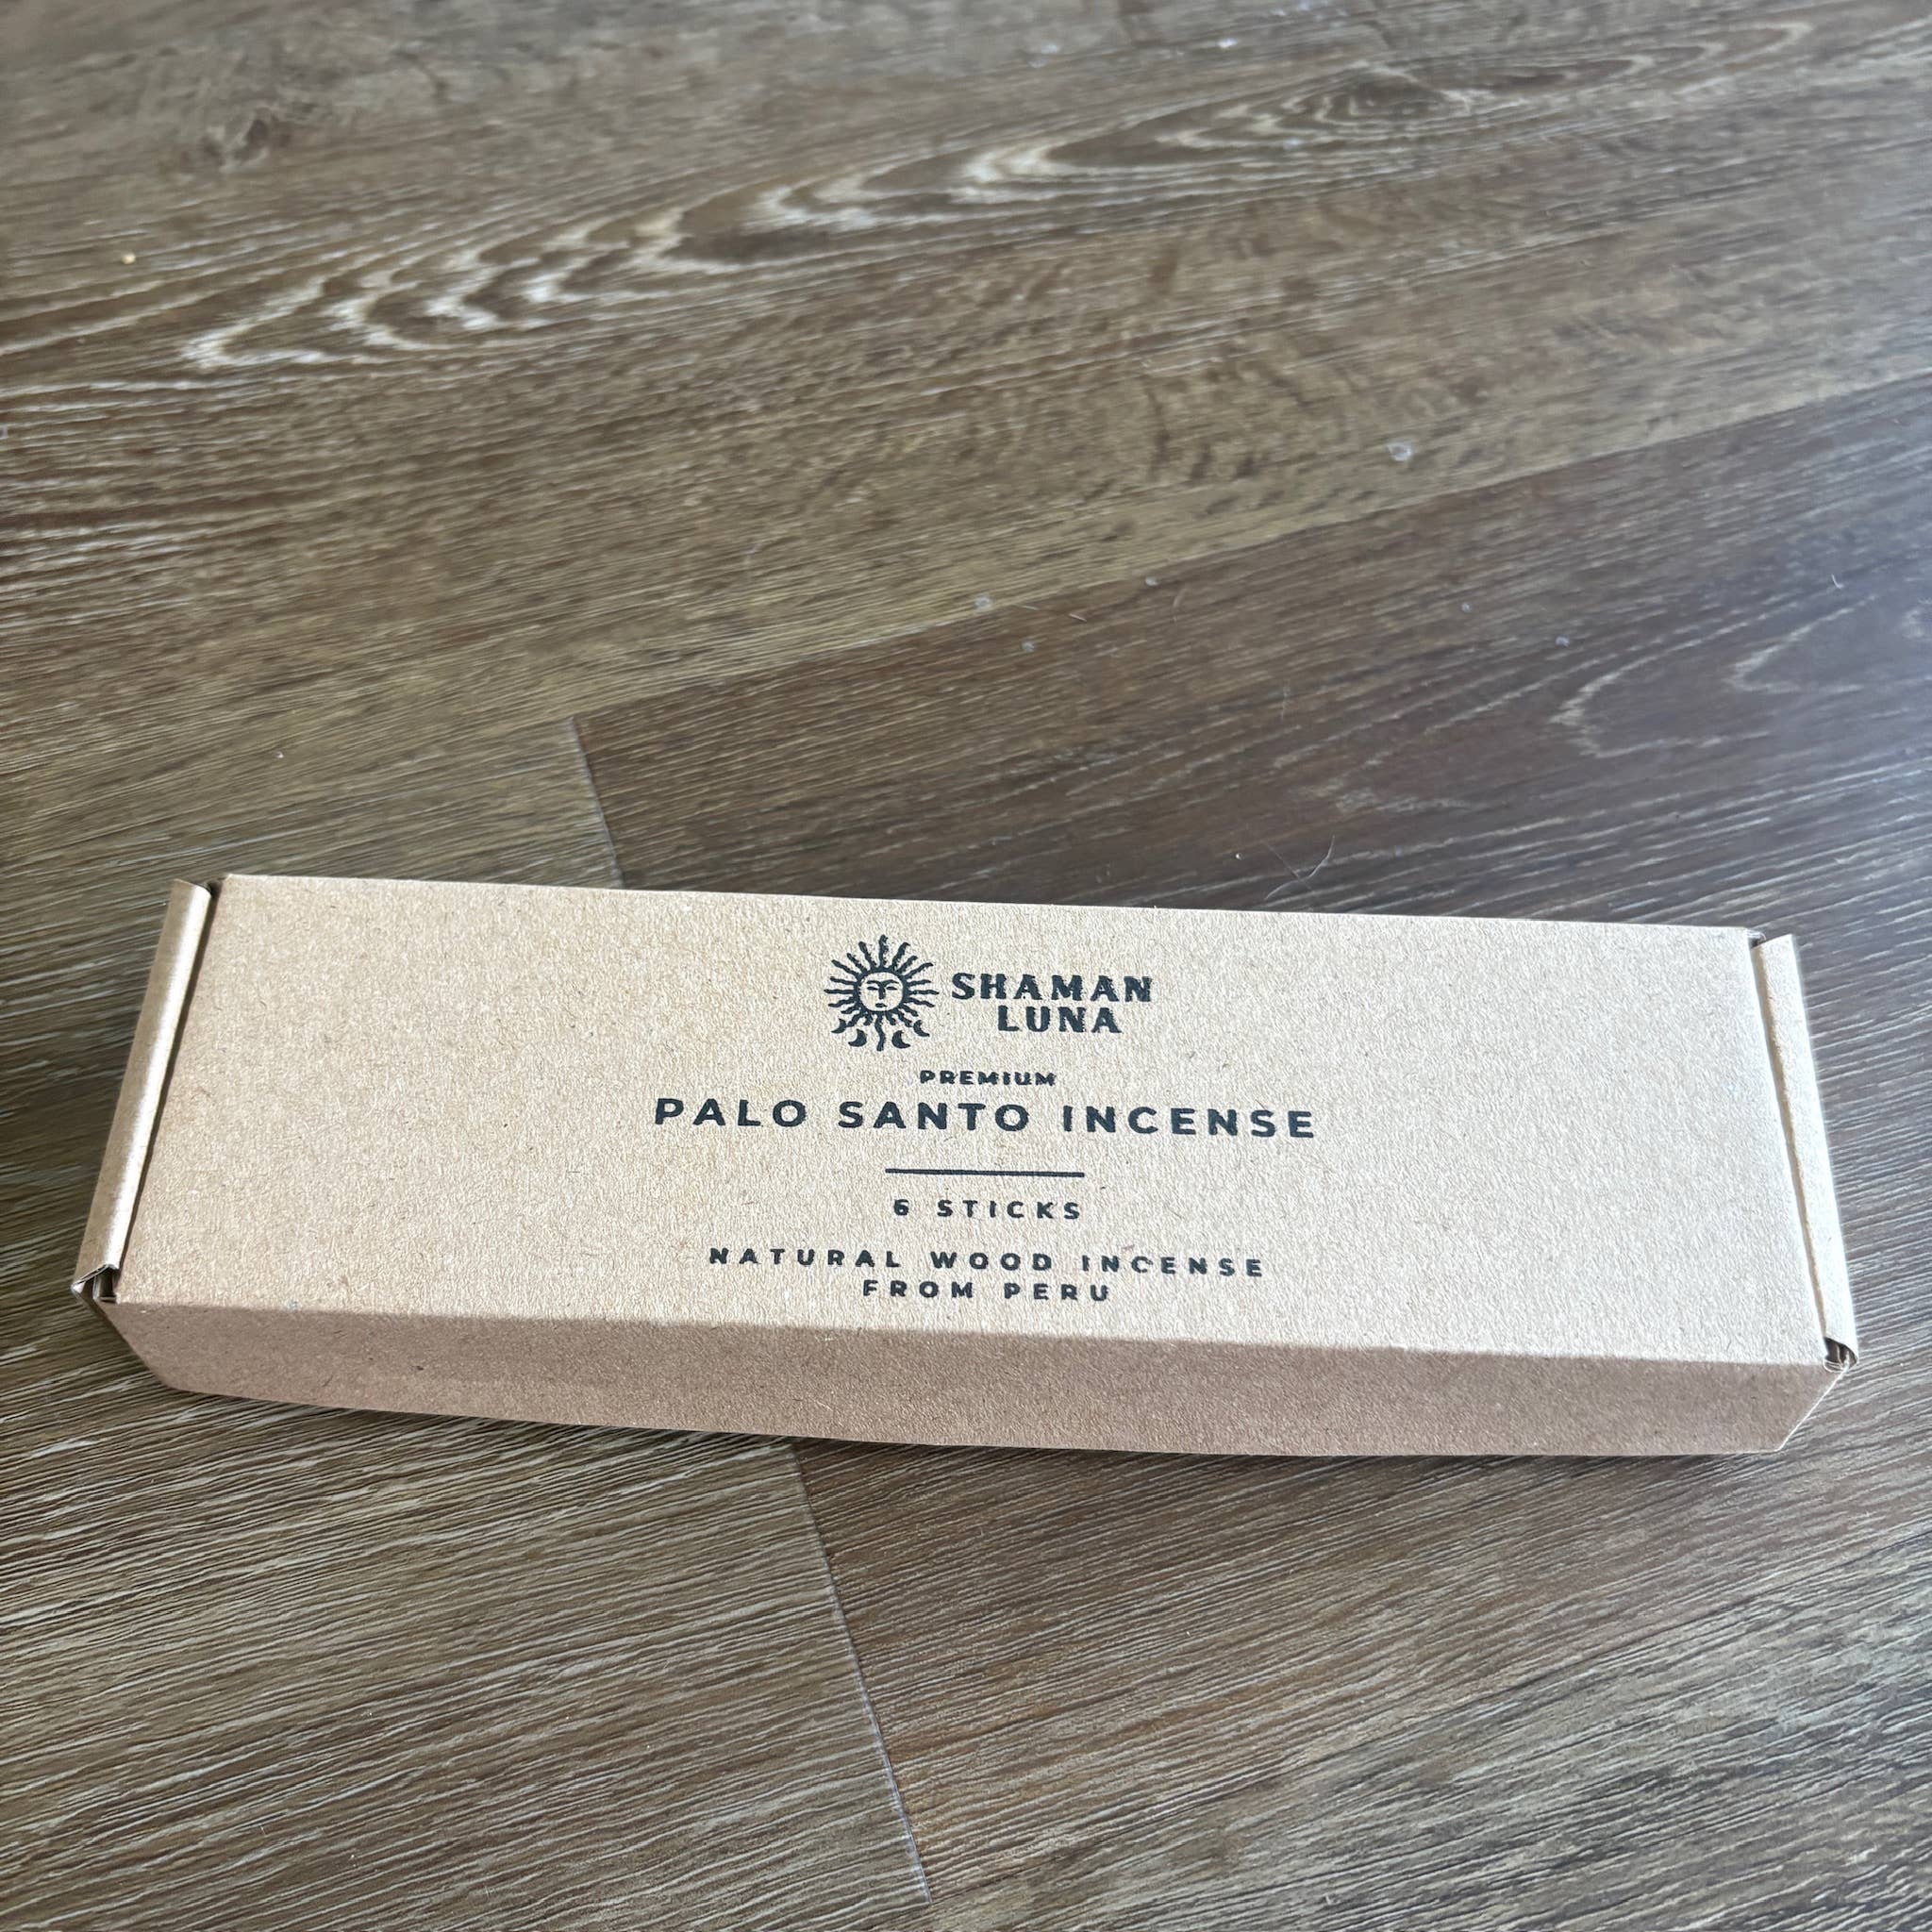 SHAMAN
LUNA
PREMIUM
PALO SANTO INCENSE
6 STICKS
NATURAL WOOD INCENSE
FROM PERU